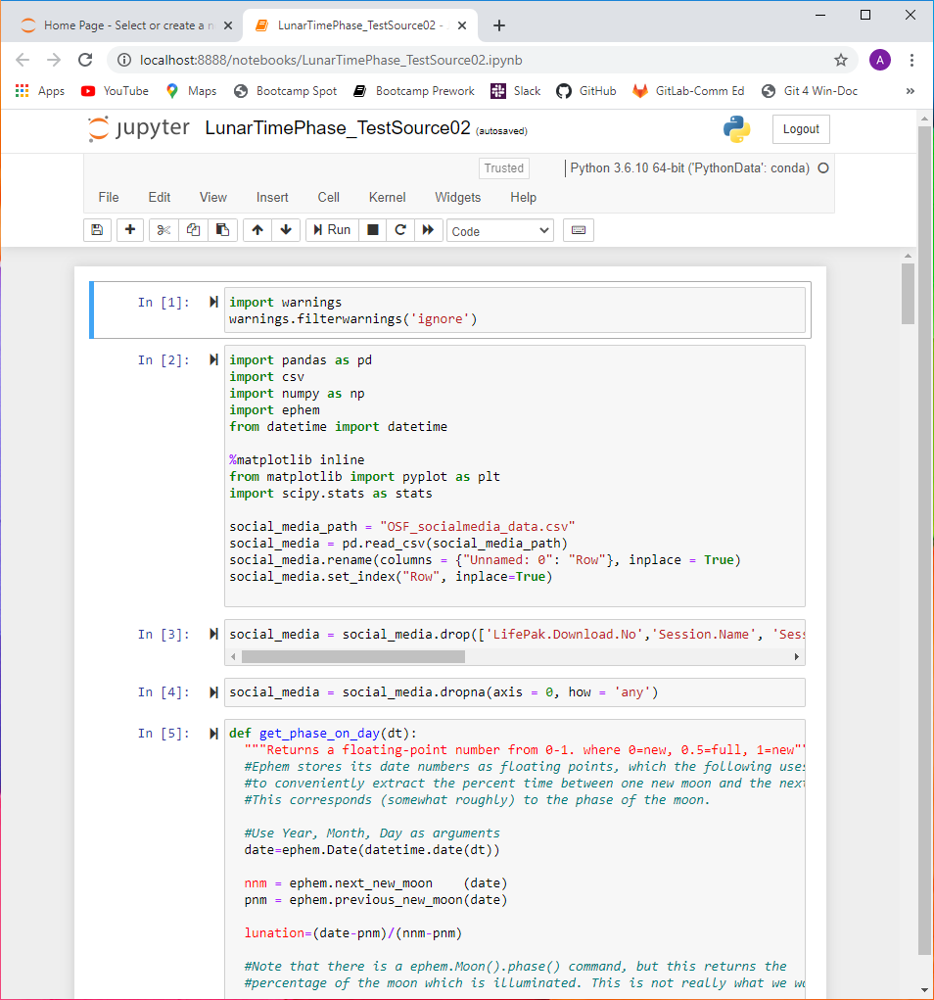 Home Page - Select or create a n
LunarTimePhase_TestSource02 -
localhost:8888/notebooks/LunarTimePhase_TestSource02.ipynb
A
Apps YouTube Maps Bootcamp Spot Bootcamp Prework Slack GitHub GitLab-Comm Ed Git 4 Win-Doc »
jupyter LunarTimePhase_TestSource02 (autosaved) Logout
Trusted Python 3.6.10 64-bit ('PythonData': conda)
File Edit View Insert Cell Kernel Widgets Help
Run Code
In [1]: import warnings
warnings.filterwarnings('ignore')
In [2]: import pandas as pd
import csv
import numpy as np
import ephem
from datetime import datetime
%matplotlib inline
from matplotlib import pyplot as plt
import scipy.stats as stats
social_media_path = "OSF_socialmedia_data.csv"
social_media = pd.read_csv(social_media_path)
social_media.rename(columns = {"Unnamed: 0": "Row"}, inplace = True)
social_media.set_index("Row", inplace=True)
In [3]: social_media = social_media.drop(['LifePak.Download.No','Session.Name', 'Sess
In [4]: social_media = social_media.dropna(axis = 0, how = 'any')
In [5]: def get_phase_on_day(dt):
"""Returns a floating-point number from 0-1. where 0=new, 0.5=full, 1=new""
#Ephem stores its date numbers as floating points, which the following uses
#to conveniently extract the percent time between one new moon and the next
#This corresponds (somewhat roughly) to the phase of the moon.
#Use Year, Month, Day as arguments
date=ephem.Date(datetime.date(dt))
nnm = ephem.next_new_moon    (date)
pnm = ephem.previous_new_moon(date)
lunation=(date-pnm)/(nnm-pnm)
#Note that there is a ephem.Moon().phase() command, but this returns the
#percentage of the moon which is illuminated. This is not really what we wa